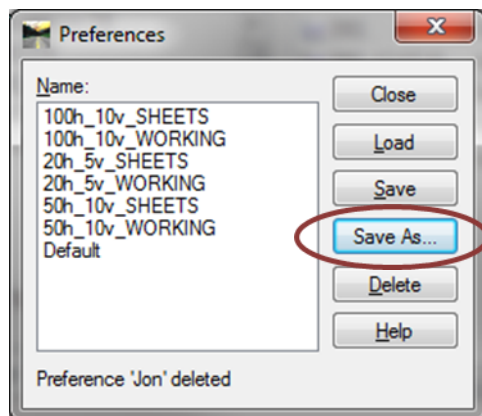 Preferences
Name:
100h_10v_SHEETS
100h_10v_WORKING
20h_5v_SHEETS
20h_5v_WORKING
50h_10v_SHEETS
50h_10v_WORKING
Default
Close
Load
Save
Save As...
Delete
Help
Preference 'Jon' deleted